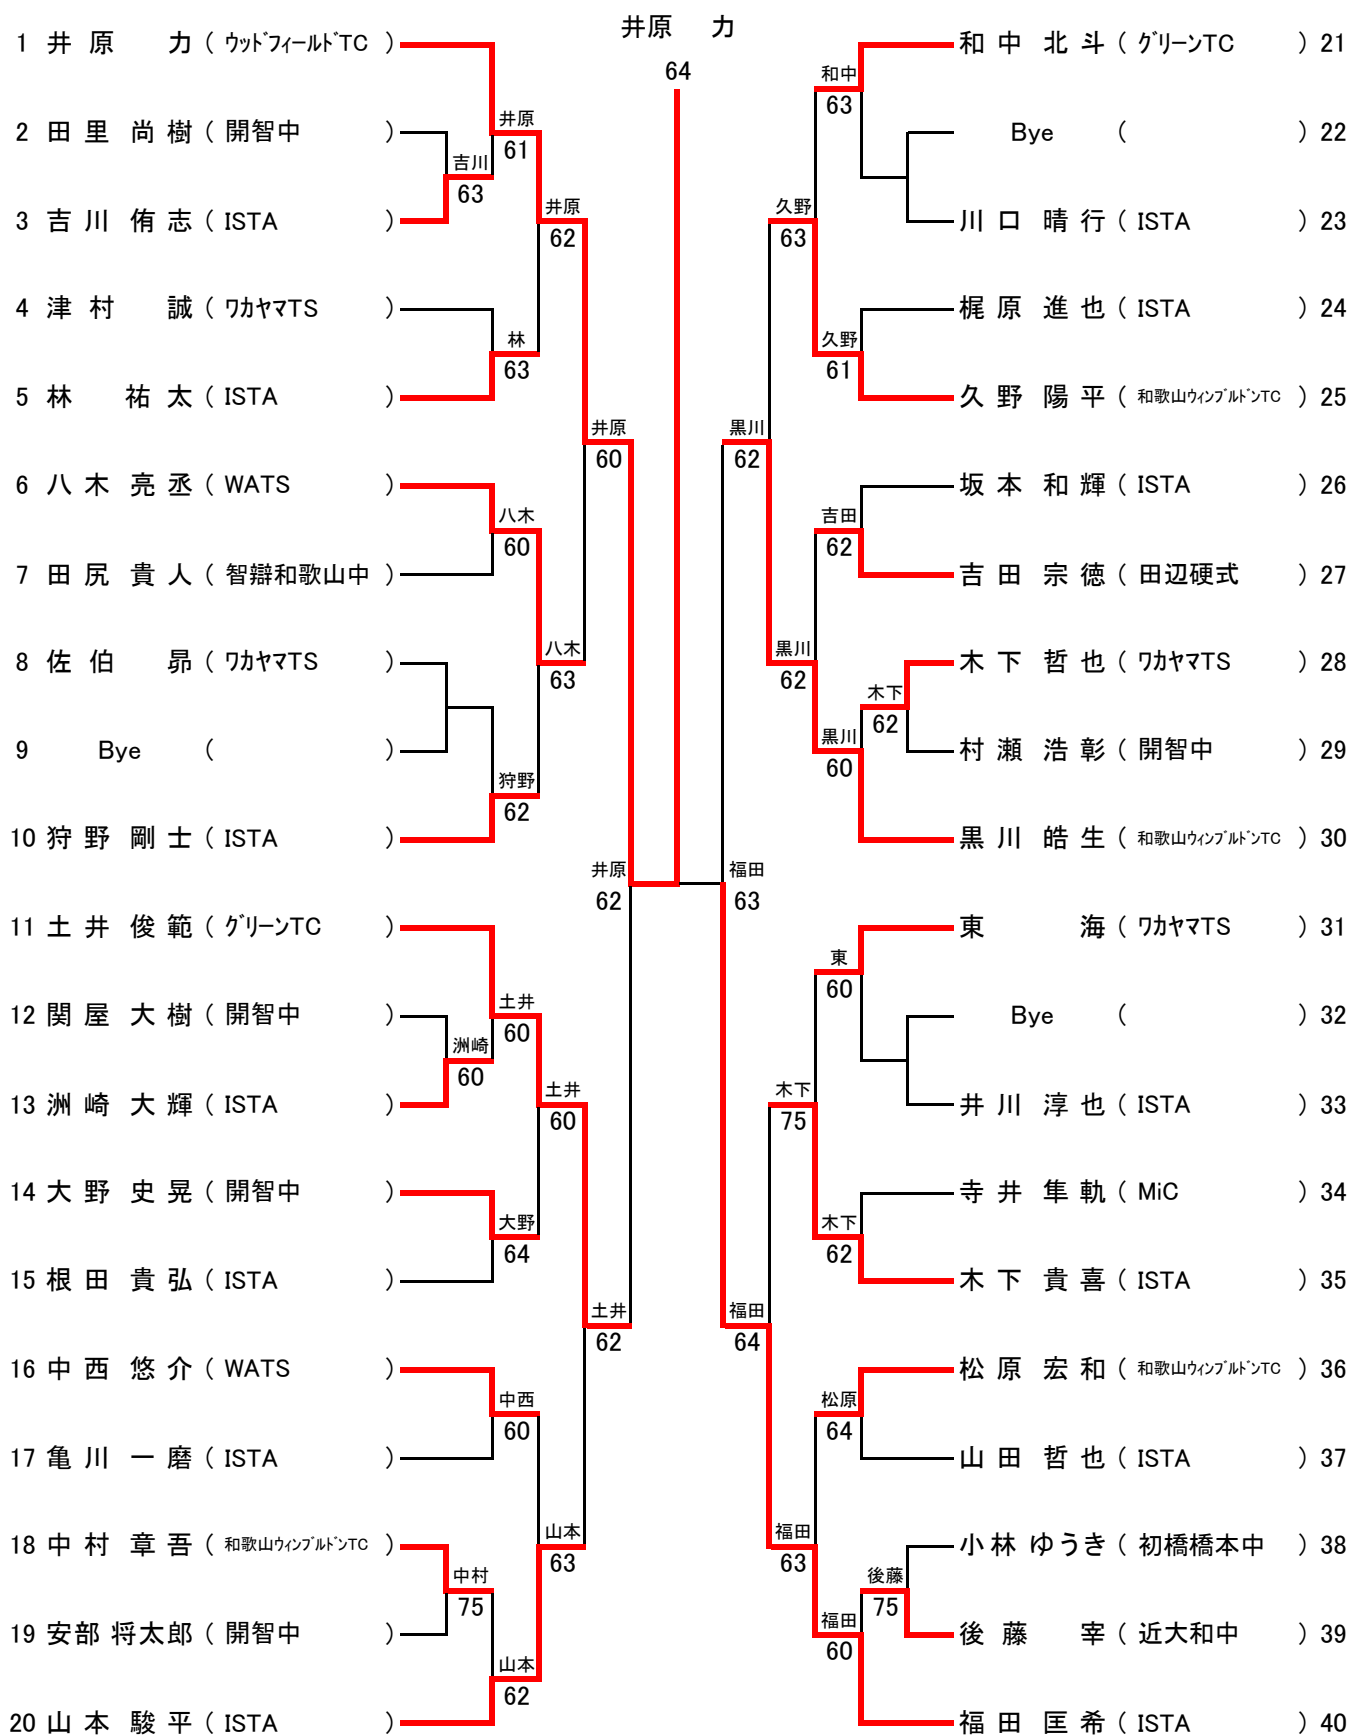 井原 力
64
1 井原 力 ( ウッドフィールドTC )
2 田里 尚樹 ( 開智中 )
3 吉川 侑志 ( ISTA )
4 津村 誠 ( ワカヤマTS )
5 林 祐太 ( ISTA )
6 八木 亮丞 ( WATS )
7 田尻 貴人 ( 智辯和歌山中 )
8 佐伯 昴 ( ワカヤマTS )
9 Bye ( )
10 狩野 剛士 ( ISTA )
11 土井 俊範 ( グリーンTC )
12 関屋 大樹 ( 開智中 )
13 洲崎 大輝 ( ISTA )
14 大野 史晃 ( 開智中 )
15 根田 貴弘 ( ISTA )
16 中西 悠介 ( WATS )
17 亀川 一磨 ( ISTA )
18 中村 章吾 ( 和歌山ウィンブルドンTC )
19 安部 将太郎 ( 開智中 )
20 山本 駿平 ( ISTA )
吉川
63
洲崎
60
中村
75
井原
61
林
63
八木
60
狩野
62
土井
60
大野
64
中西
60
山本
62
井原
62
八木
63
土井
60
山本
63
井原
60
土井
62
井原
62
福田
63
黒川
62
福田
64
久野
63
黒川
62
木下
75
福田
63
和中
63
久野
61
吉田
62
黒川
60
東
60
木下
62
松原
64
福田
60
木下
62
後藤
75
和中 北斗 ( グリーンTC ) 21
Bye ( ) 22
川口 晴行 ( ISTA ) 23
梶原 進也 ( ISTA ) 24
久野 陽平 ( 和歌山ウィンブルドンTC ) 25
坂本 和輝 ( ISTA ) 26
吉田 宗徳 ( 田辺硬式 ) 27
木下 哲也 ( ワカヤマTS ) 28
村瀬 浩彰 ( 開智中 ) 29
黒川 皓生 ( 和歌山ウィンブルドンTC ) 30
東 海 ( ワカヤマTS ) 31
Bye ( ) 32
井川 淳也 ( ISTA ) 33
寺井 隼軌 ( MiC ) 34
木下 貴喜 ( ISTA ) 35
松原 宏和 ( 和歌山ウィンブルドンTC ) 36
山田 哲也 ( ISTA ) 37
小林 ゆうき ( 初橋橋本中 ) 38
後藤 宰 ( 近大和中 ) 39
福田 匡希 ( ISTA ) 40